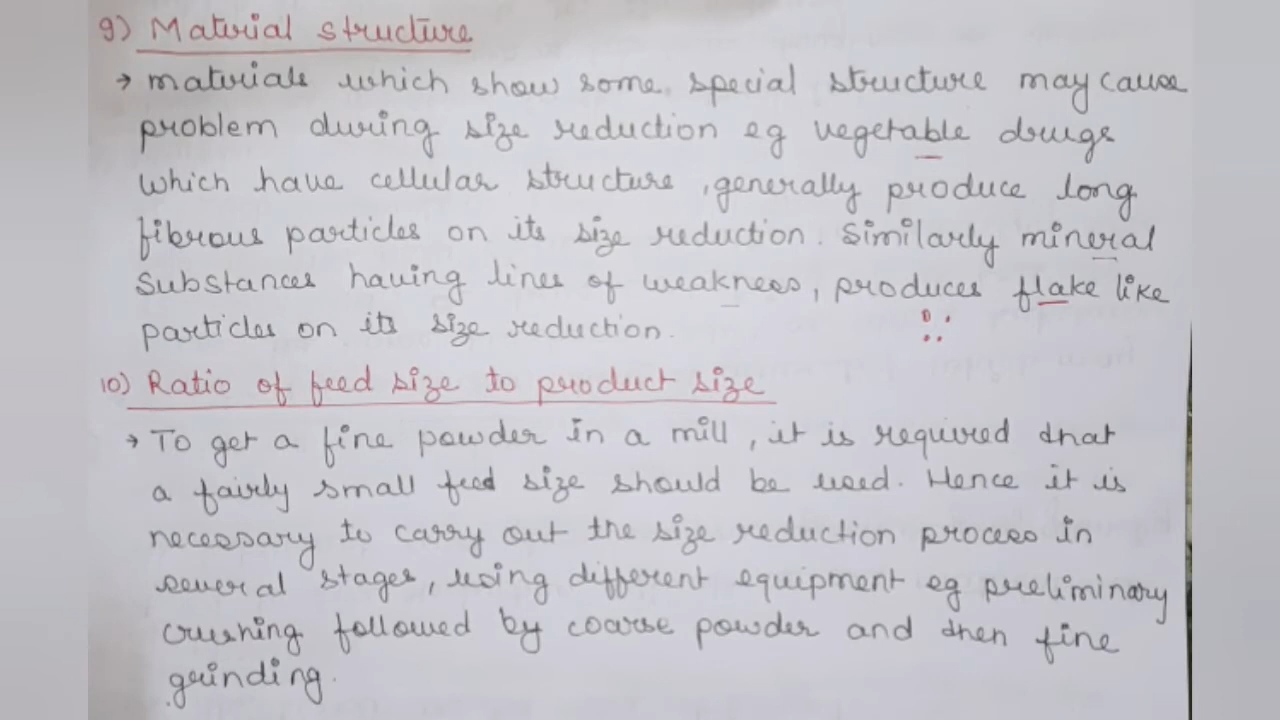 9) Material structure
→ materials which show some special structure may cause
problem during size reduction eg vegetable drugs
which have cellular structure, generally produce long
fibrous particles on its size reduction. Similarly mineral
substances having lines of weakness, produces flake like
particles on its size reduction.
10) Ratio of feed size to product size
→ To get a fine powder in a mill, it is required that
a fairly small feed size should be used. Hence it is
necessary to carry out the size reduction process in
several stages, using different equipment eg preliminary
crushing followed by coarse powder and then fine
grinding.